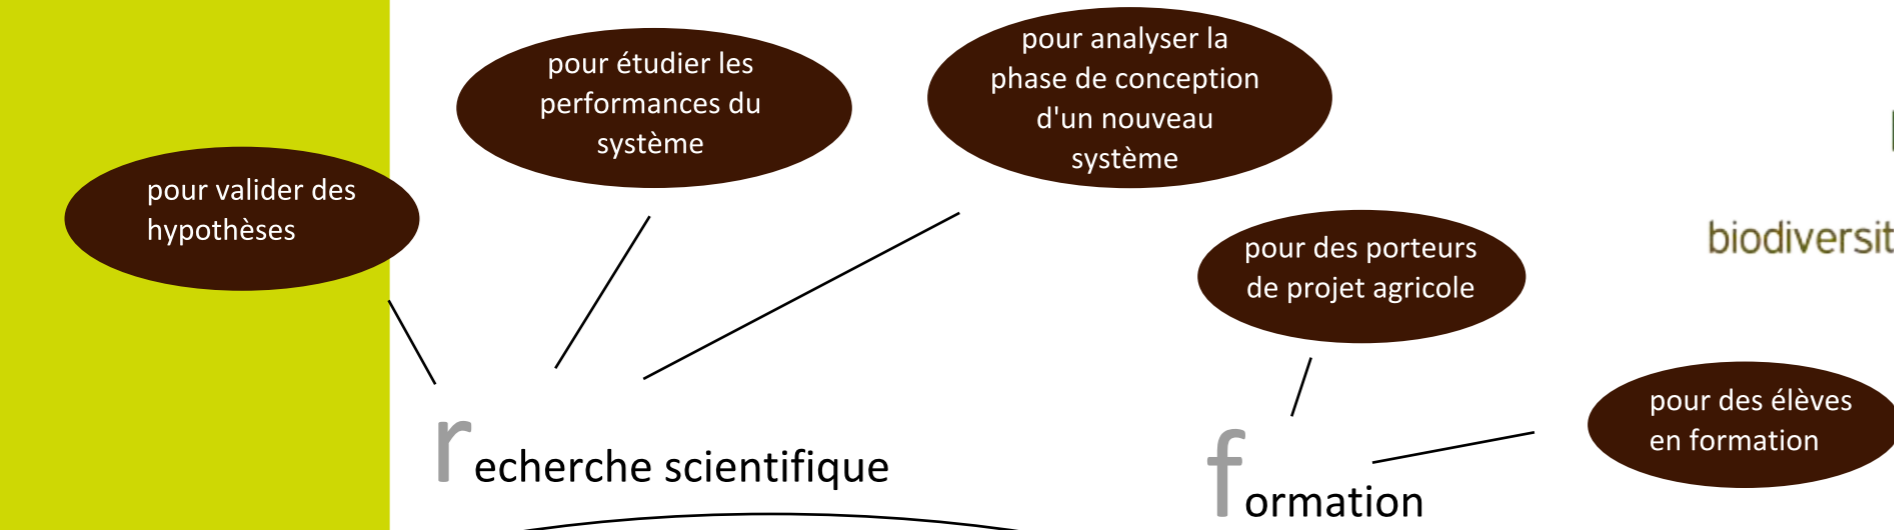 pour analyser la
phase de conception
d'un nouveau
système
pour étudier les
performances du
système
pour valider des
hypothèses
pour des porteurs
de projet agricole
biodiversit
pour des élèves
en formation
recherche scientifique
formation